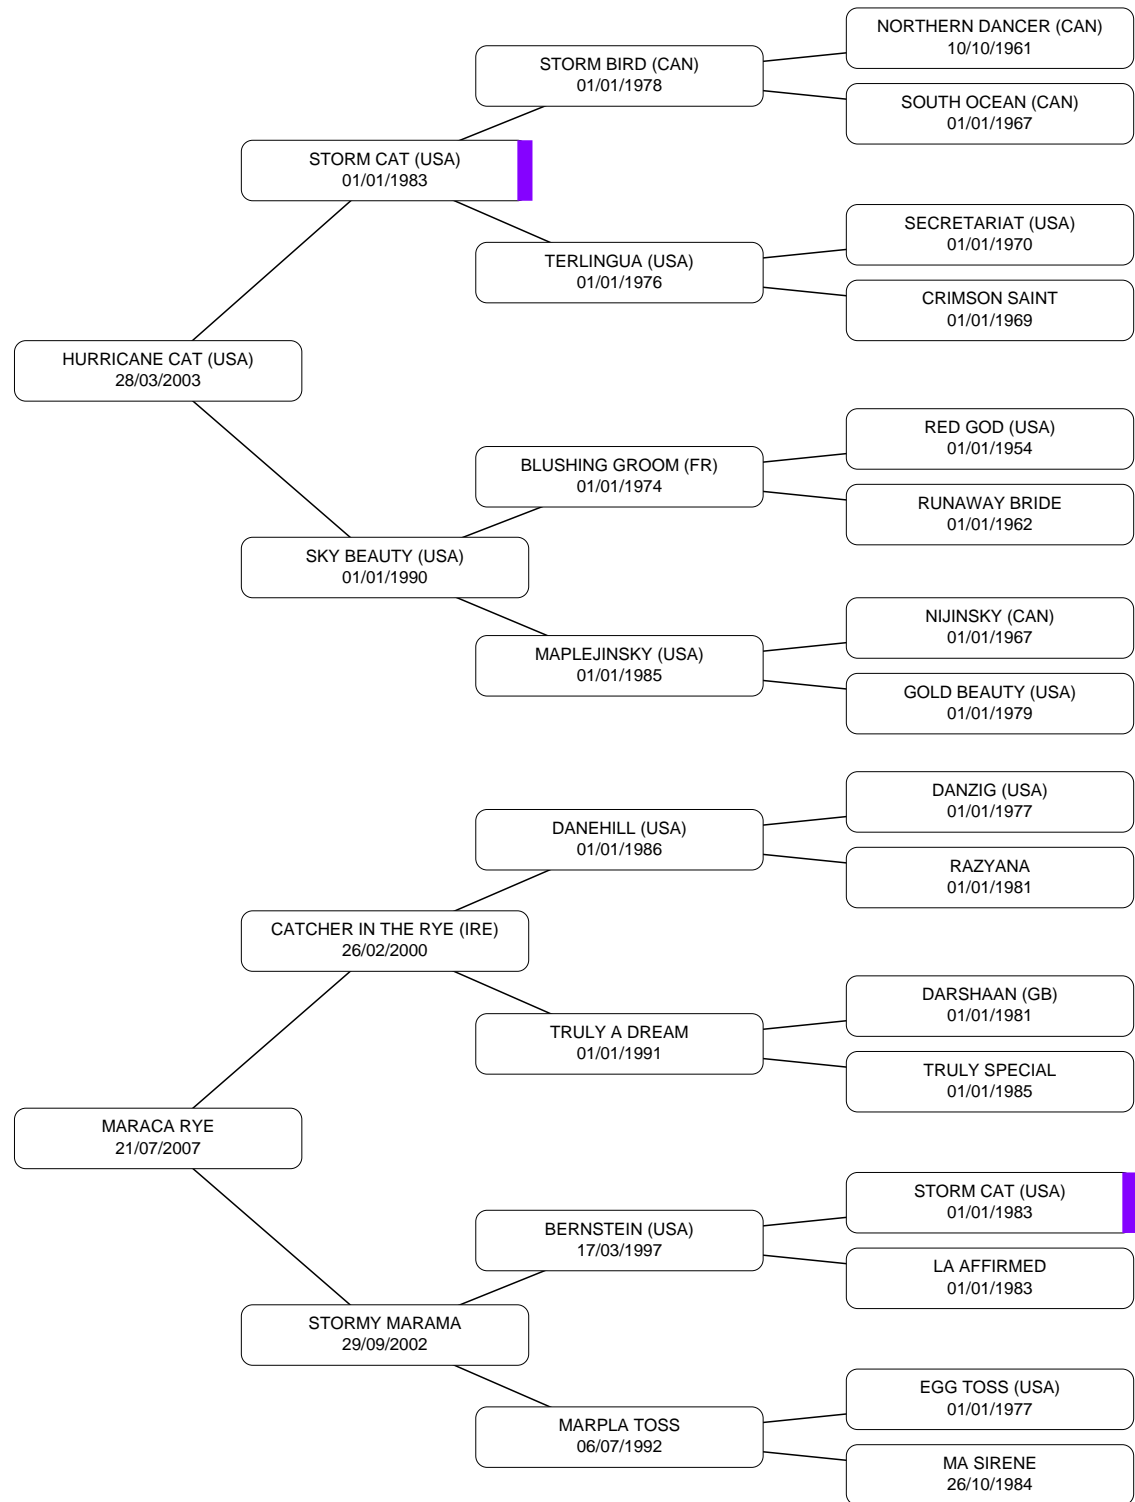 NORTHERN DANCER (CAN)
10/10/1961
STORM BIRD (CAN)
01/01/1978
SOUTH OCEAN (CAN)
01/01/1967
STORM CAT (USA)
01/01/1983
SECRETARIAT (USA)
01/01/1970
TERLINGUA (USA)
01/01/1976
CRIMSON SAINT
01/01/1969
HURRICANE CAT (USA)
28/03/2003
RED GOD (USA)
01/01/1954
BLUSHING GROOM (FR)
01/01/1974
RUNAWAY BRIDE
01/01/1962
SKY BEAUTY (USA)
01/01/1990
NIJINSKY (CAN)
01/01/1967
MAPLEJINSKY (USA)
01/01/1985
GOLD BEAUTY (USA)
01/01/1979
DANZIG (USA)
01/01/1977
DANEHILL (USA)
01/01/1986
RAZYANA
01/01/1981
CATCHER IN THE RYE (IRE)
26/02/2000
DARSHAAN (GB)
01/01/1981
TRULY A DREAM
01/01/1991
TRULY SPECIAL
01/01/1985
MARACA RYE
21/07/2007
STORM CAT (USA)
01/01/1983
BERNSTEIN (USA)
17/03/1997
LA AFFIRMED
01/01/1983
STORMY MARAMA
29/09/2002
EGG TOSS (USA)
01/01/1977
MARPLA TOSS
06/07/1992
MA SIRENE
26/10/1984